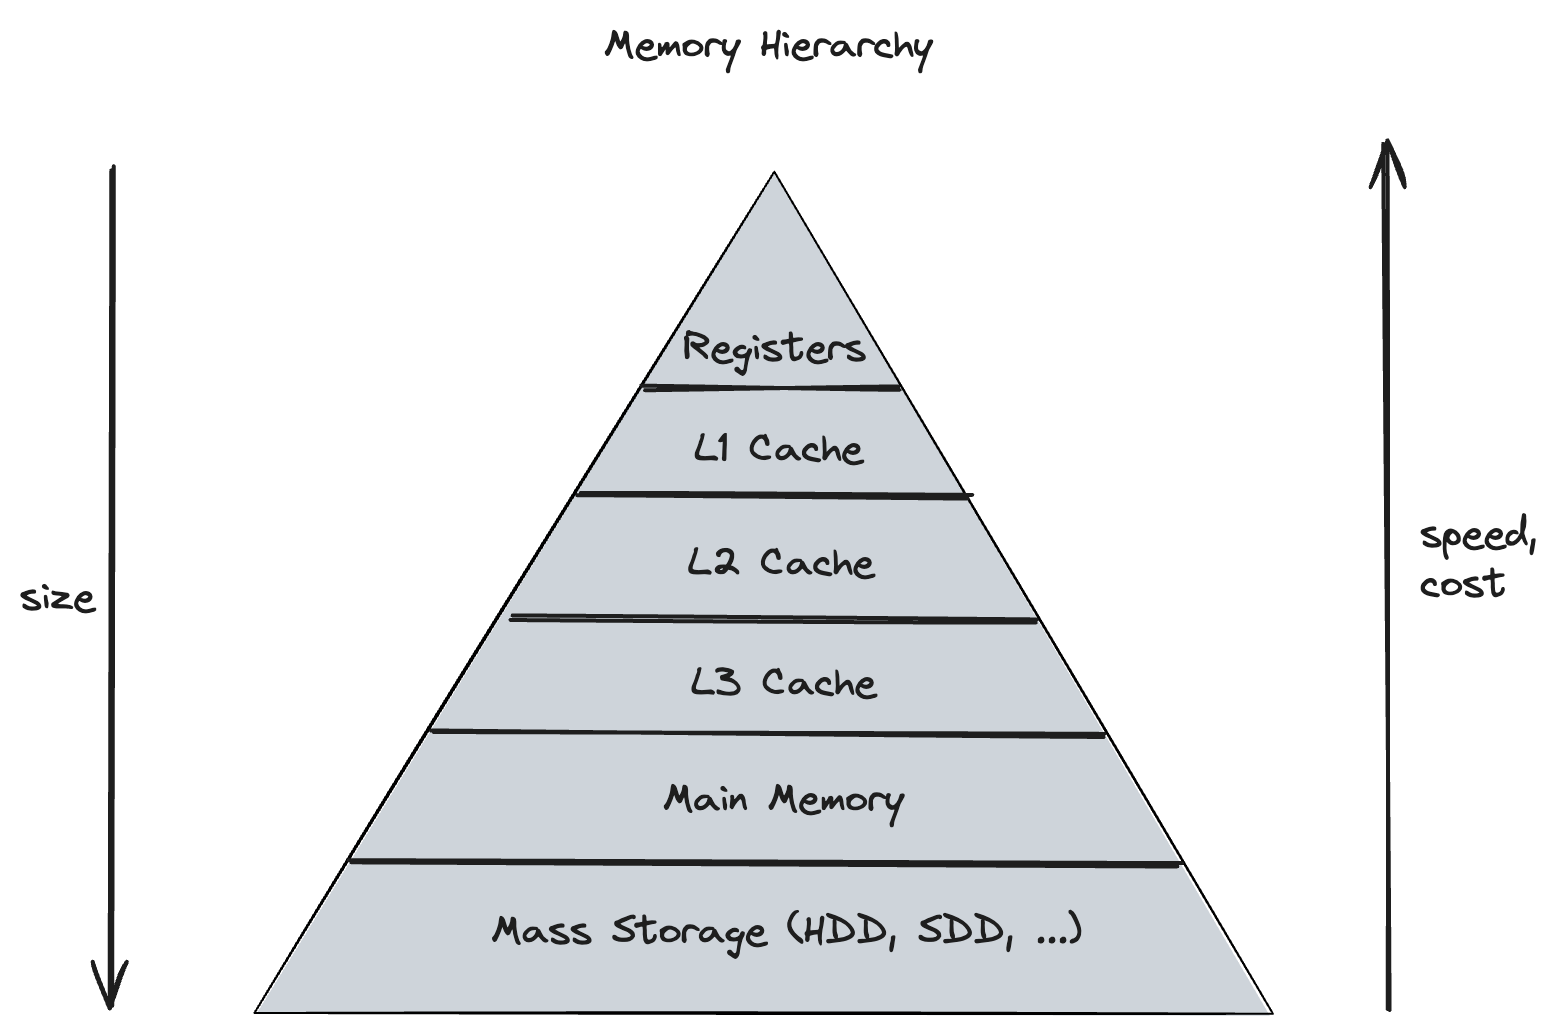 Memory Hierarchy
Registers
L1 Cache
L2 Cache
L3 Cache
Main Memory
Mass Storage (HDD, SDD, ...)
size
speed,
cost